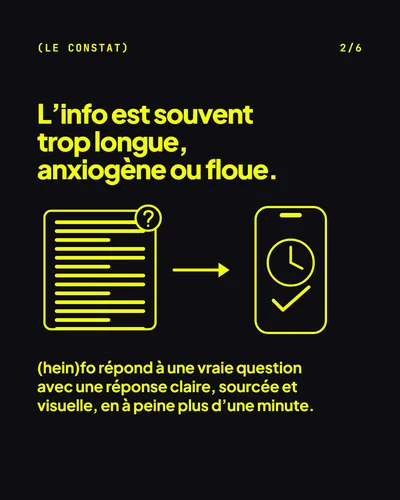 (LE CONSTAT)
2/6
L’info est souvent
trop longue,
anxiogène ou floue.
?
(hein)fo répond à une vraie question
avec une réponse claire, sourcée et
visuelle, en à peine plus d’une minute.